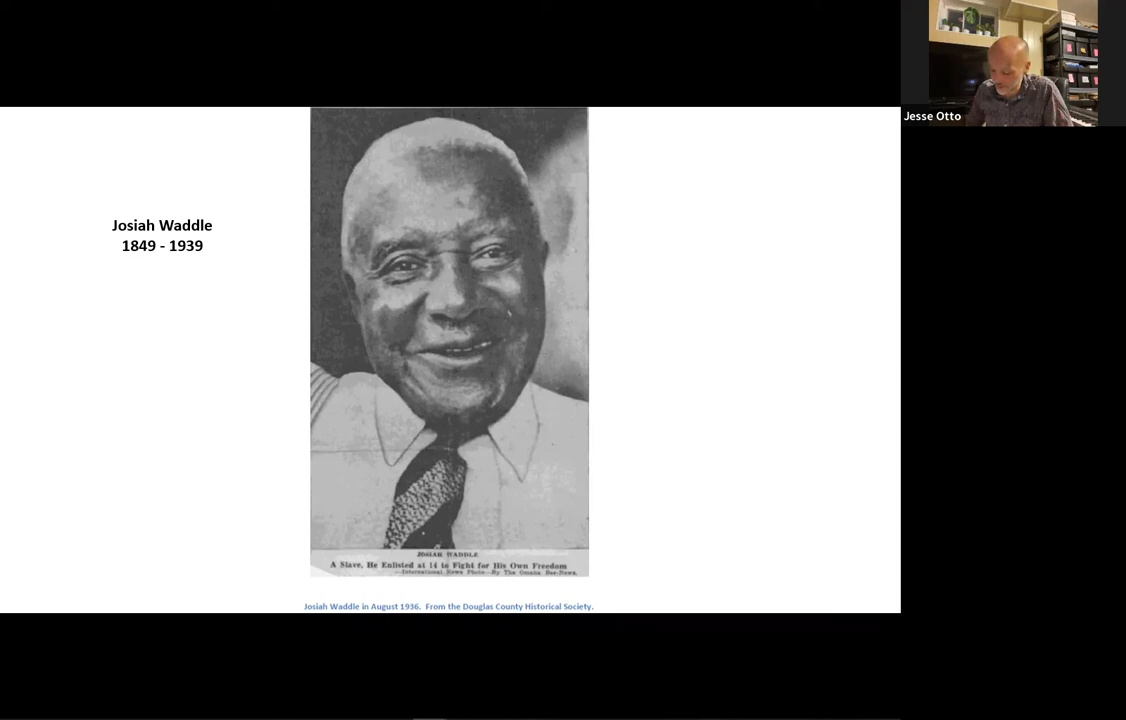 Jesse Otto
Josiah Waddle
1849 - 1939
JOSIAH WADDLE
A Slave, He Enlisted at 14 to Fight for His Own Freedom
—International News Photo—By The Omaha Bee-News.
Josiah Waddle in August 1936. From the Douglas County Historical Society.